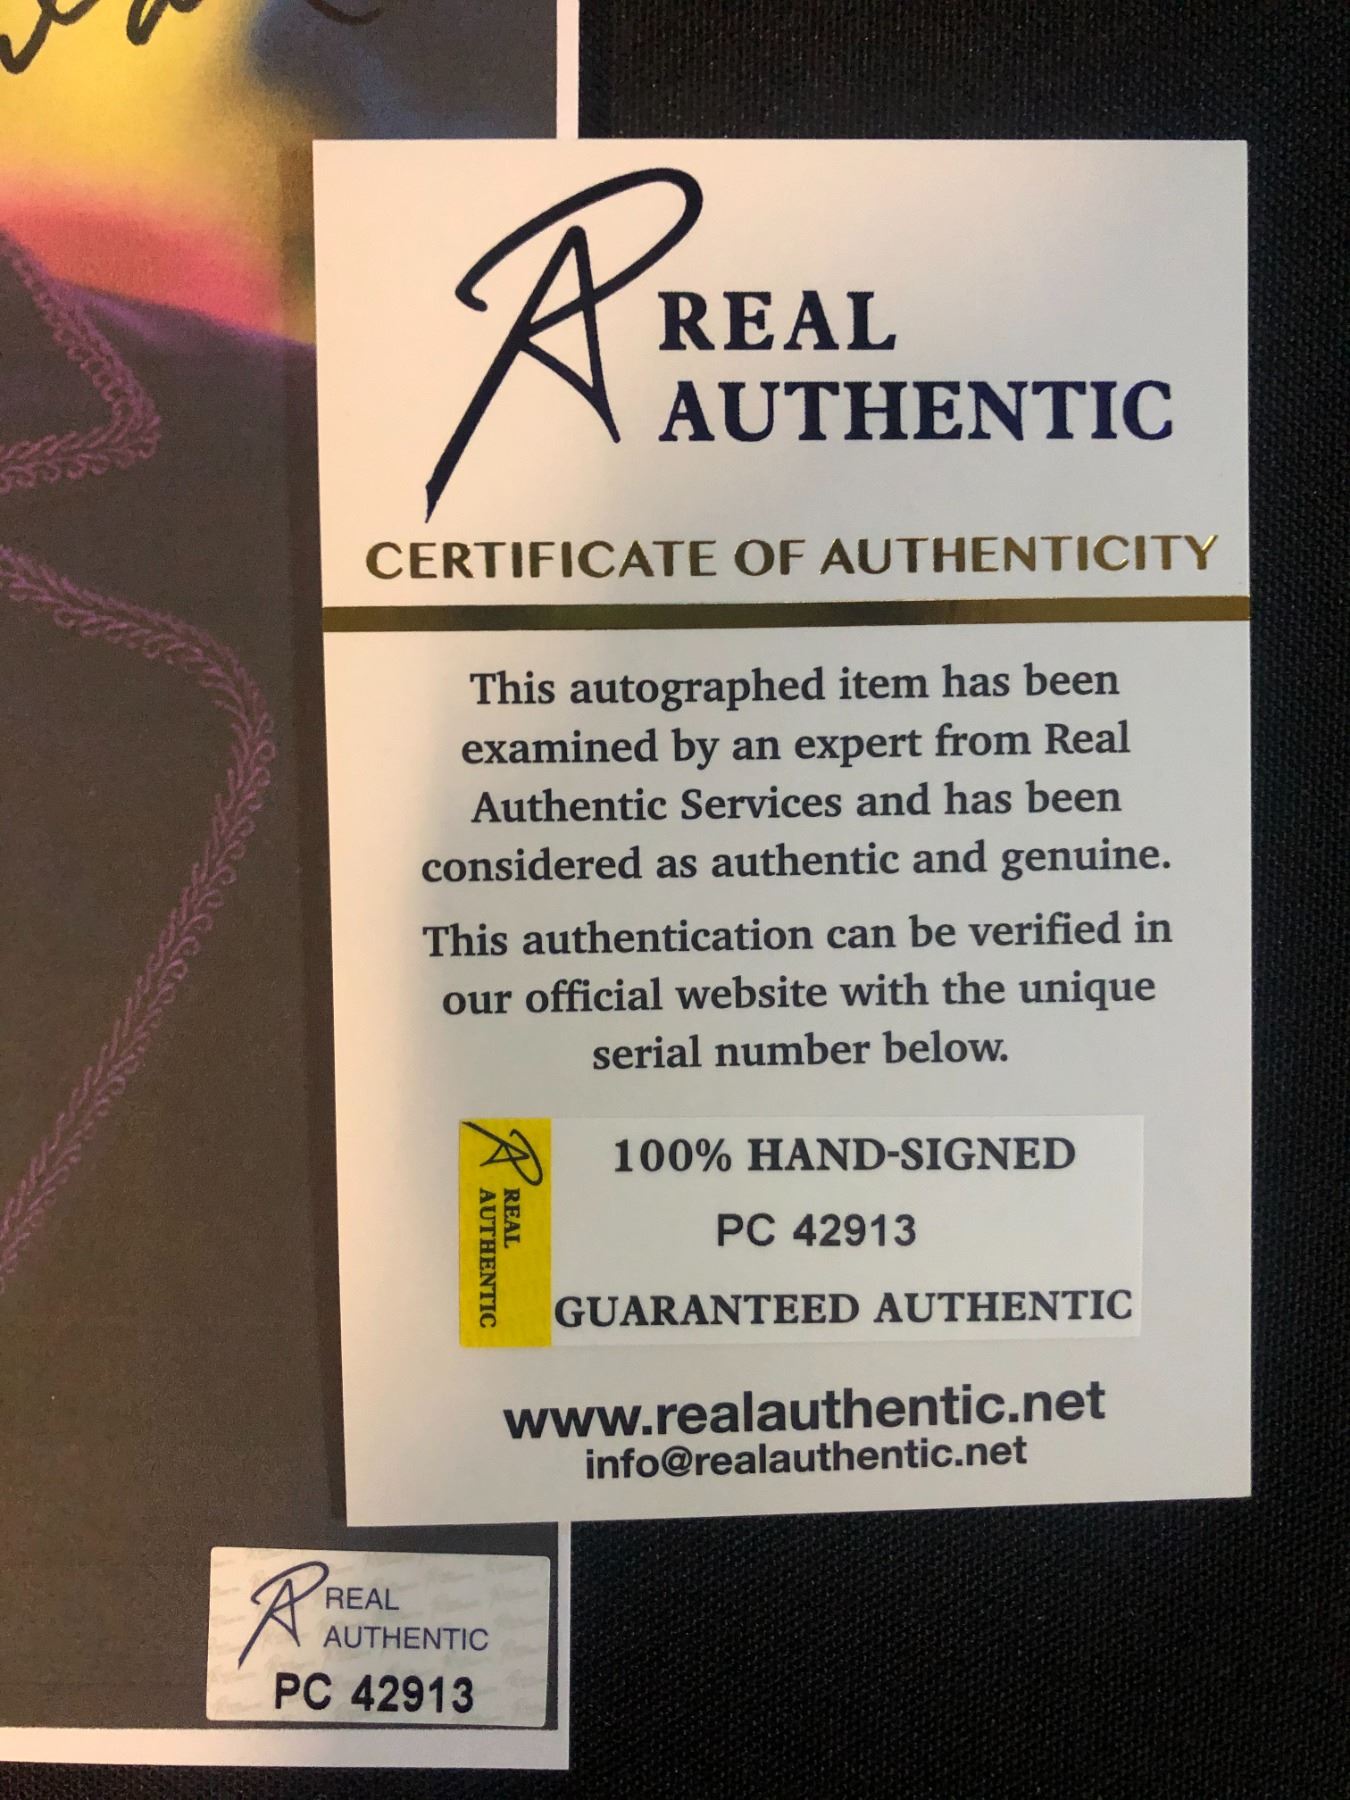 REAL
AUTHENTIC
CERTIFICATE OF AUTHENTICITY
This autographed item has been
examined by an expert from Real
Authentic Services and has been
considered as authentic and genuine.
This authentication can be verified in
our official website with the unique
serial number below.
REAL
AUTHENTIC
100% HAND-SIGNED
PC 42913
GUARANTEED AUTHENTIC
www.realauthentic.net
info@realauthentic.net
REAL
AUTHENTIC
PC 42913